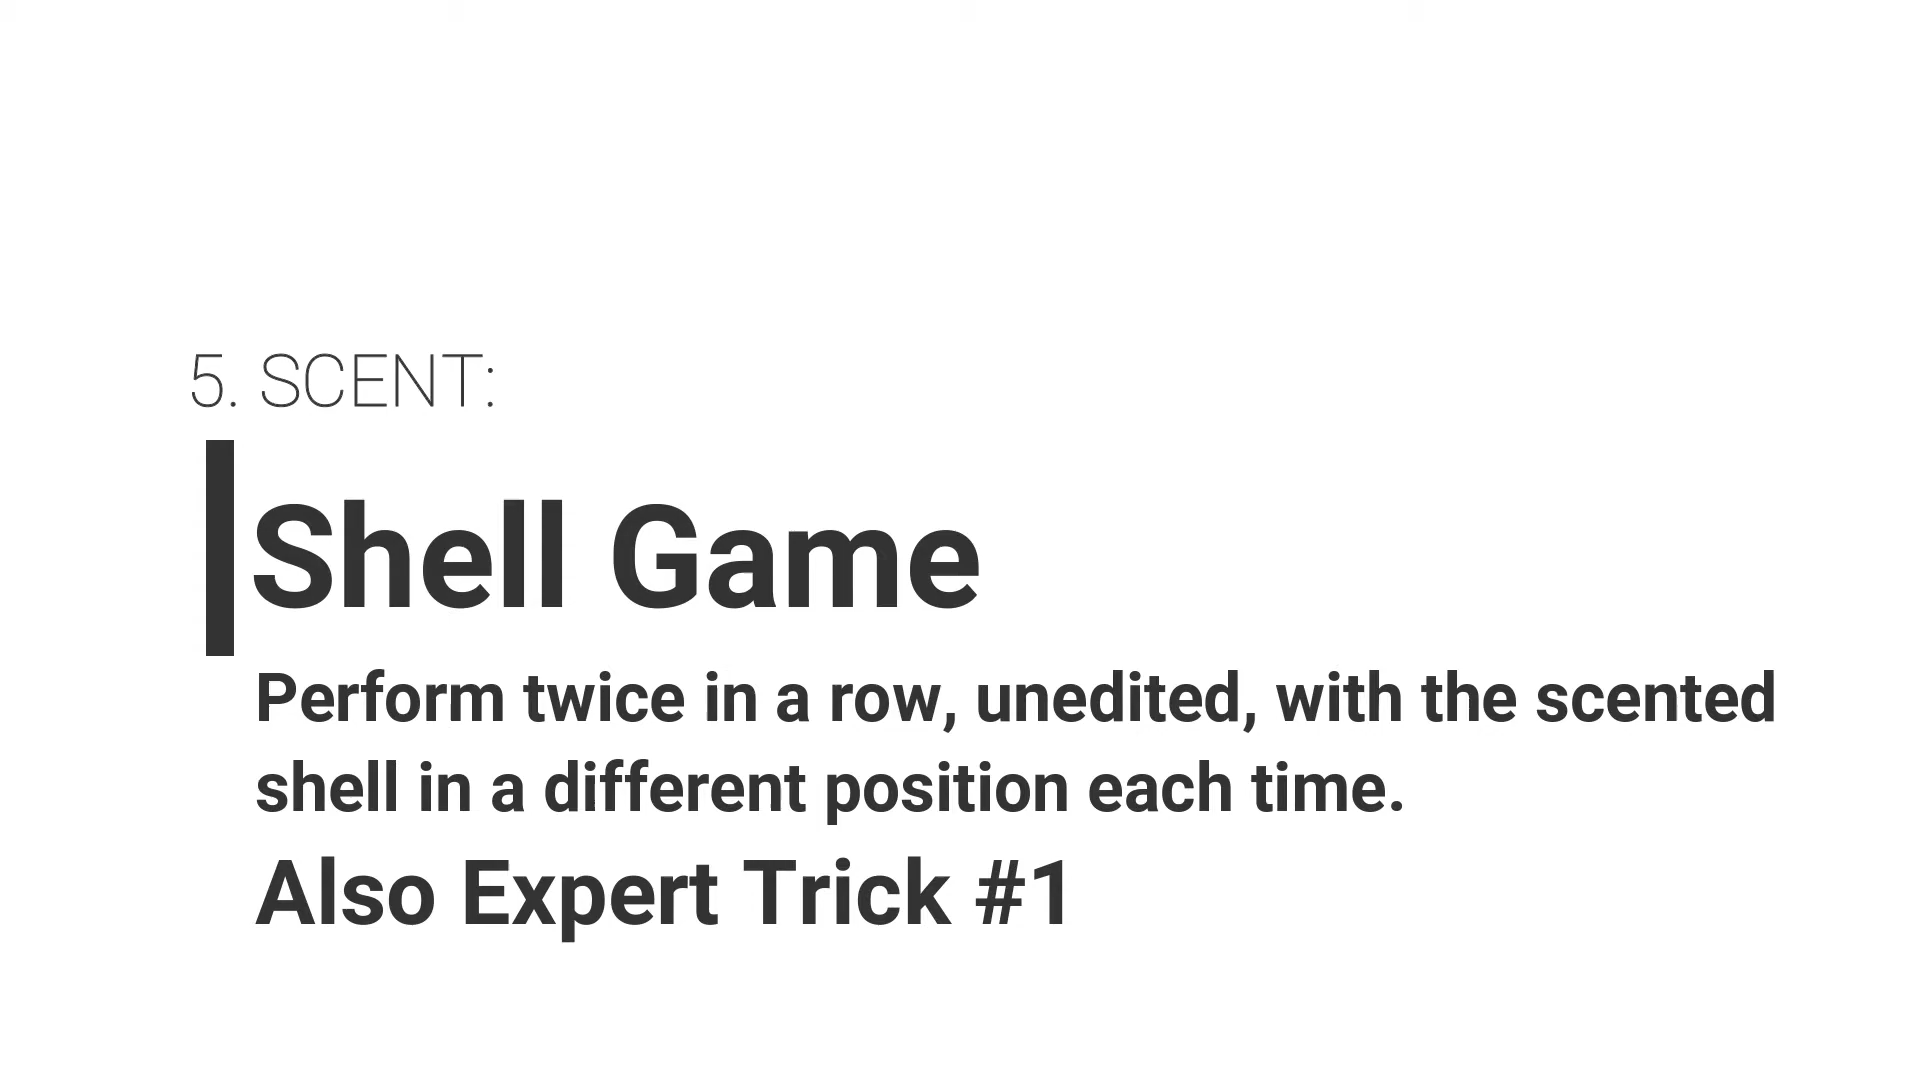 5. SCENT:
Shell Game
Perform twice in a row, unedited, with the scented
shell in a different position each time.
Also Expert Trick #1